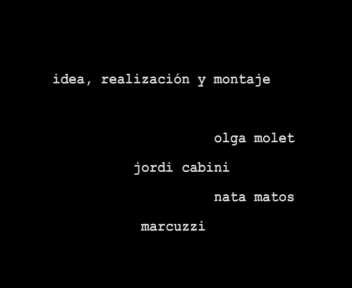 idea, realización y montaje
olga molet
jordi cabini
nata matos
marcuzzi